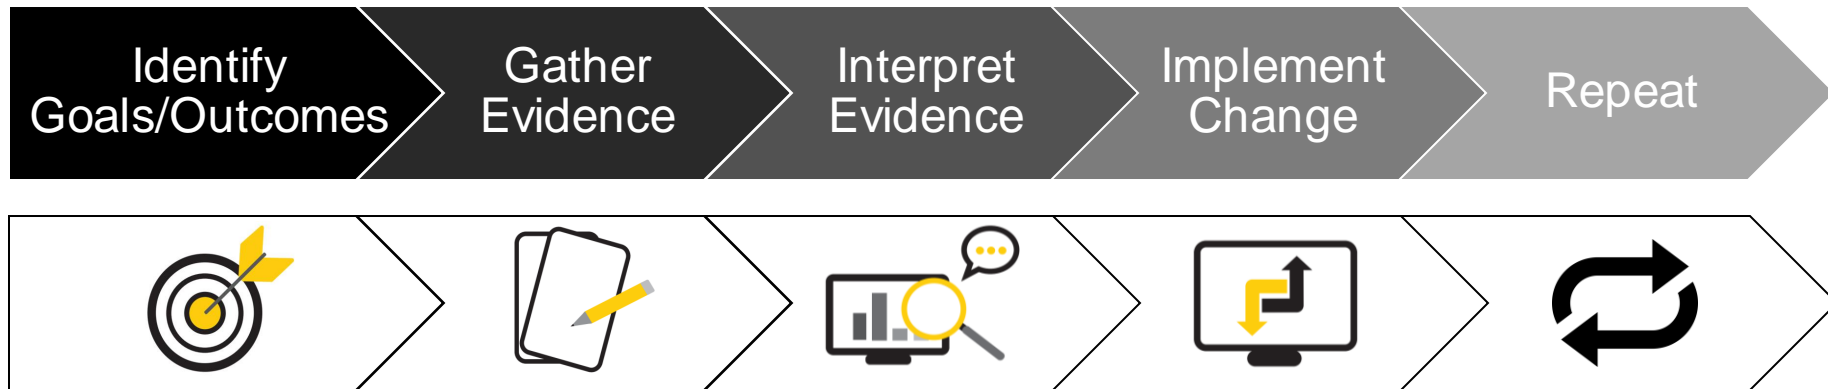 Identify
Goals/Outcomes
Gather
Evidence
Interpret
Evidence
Implement
Change
Repeat